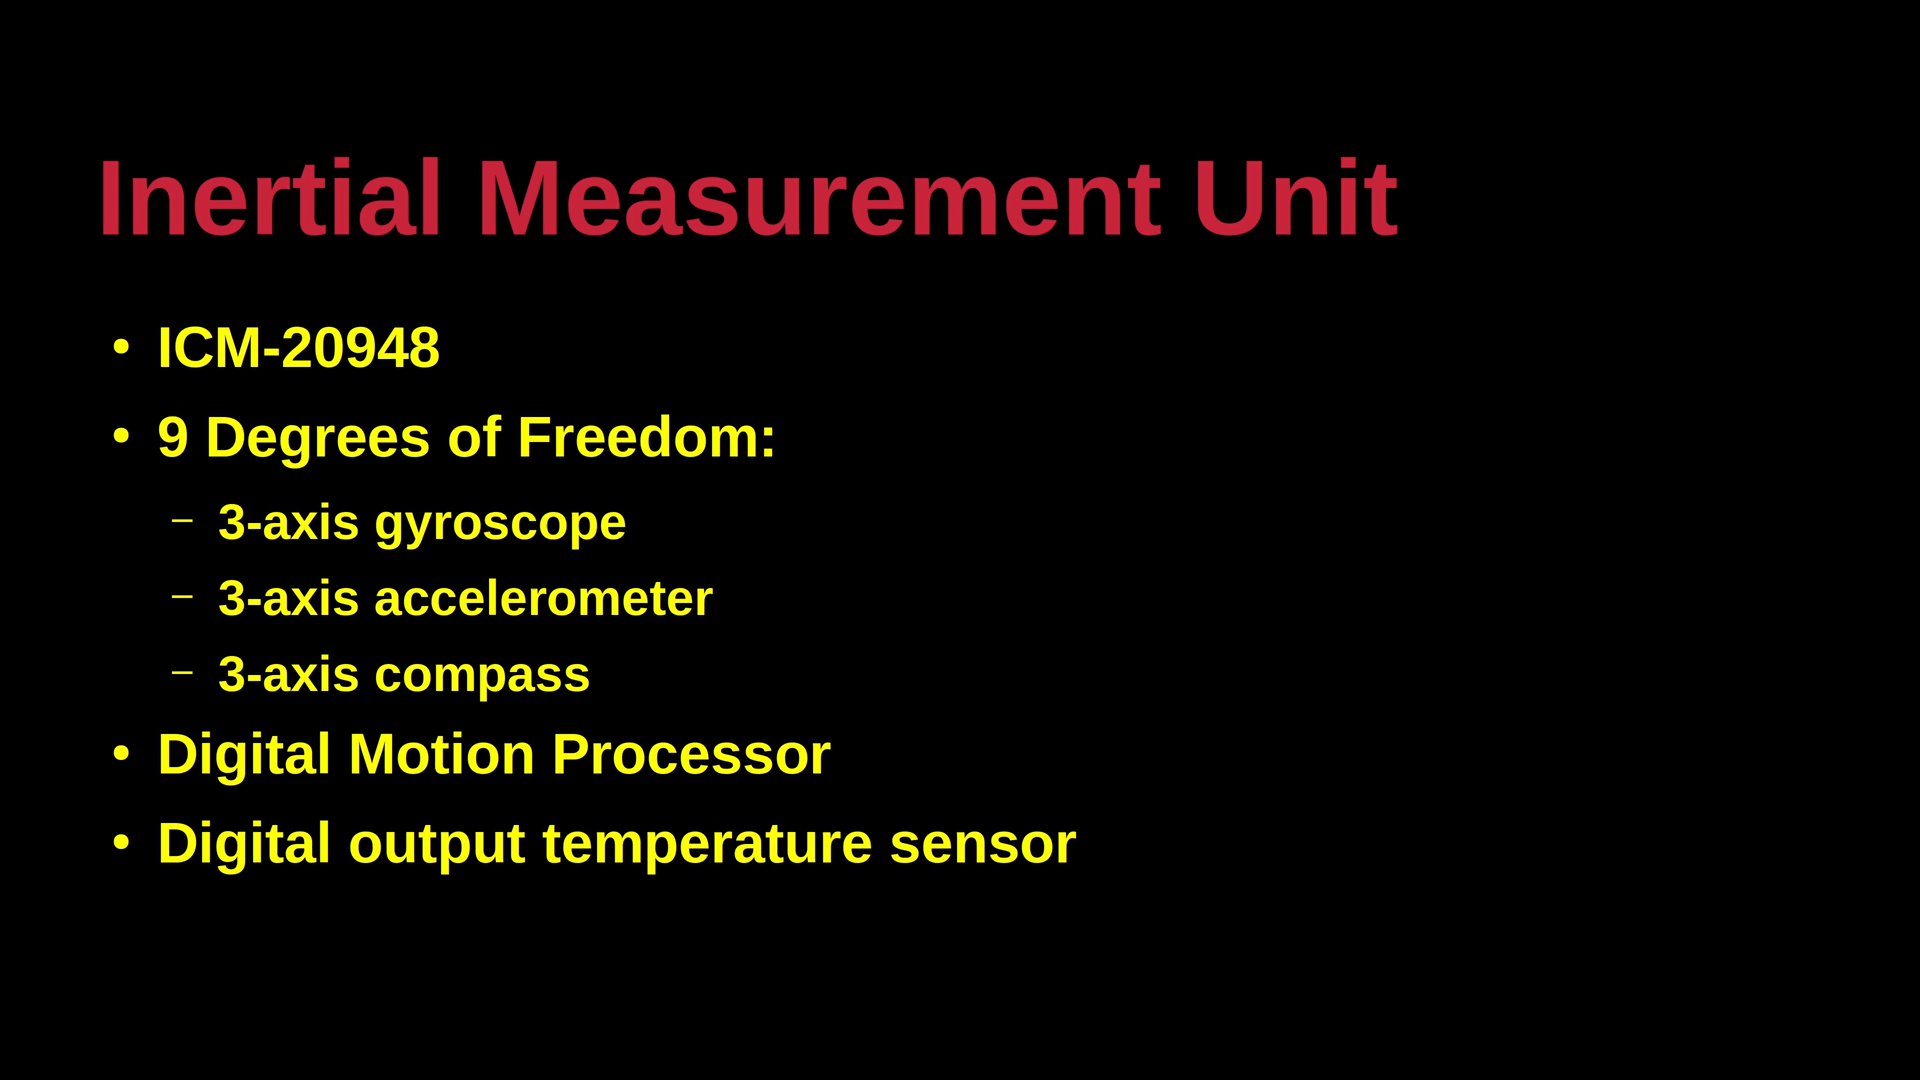 Inertial Measurement Unit
• ICM-20948
• 9 Degrees of Freedom:
– 3-axis gyroscope
– 3-axis accelerometer
– 3-axis compass
• Digital Motion Processor
• Digital output temperature sensor